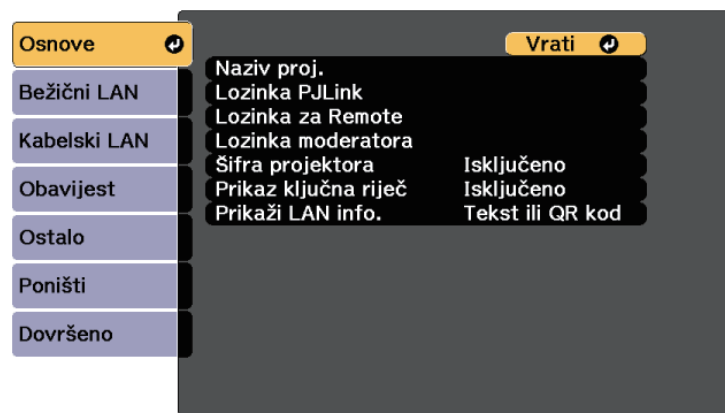 Osnove
Bežični LAN
Kabelski LAN
Obavijest
Ostalo
Poništi
Dovršeno
Vrati
Naziv proj.
Lozinka PJLink
Lozinka za Remote
Lozinka moderatora
Šifra projektora Isključeno
Prikaz ključna riječ Isključeno
Prikaži LAN info. Tekst ili QR kod